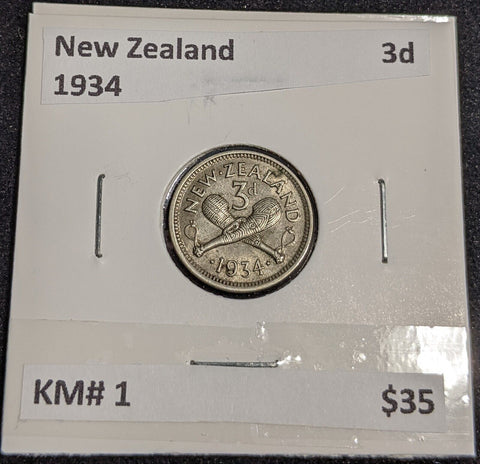 New Zealand 3d
1934
NEW·ZEALAND
3d
·1934·
KM# 1 $35